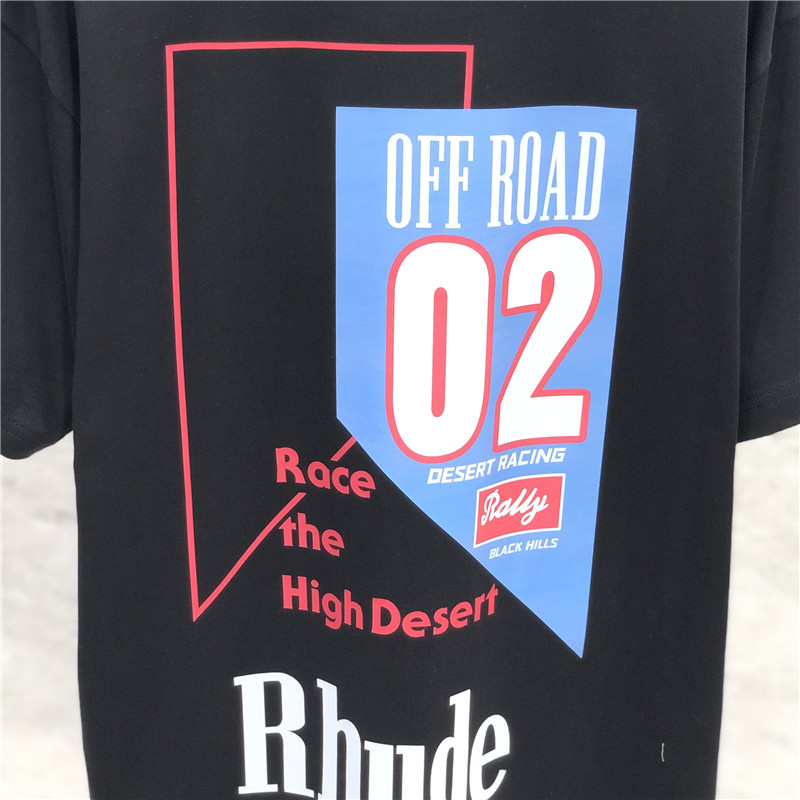 OFF ROAD
02
DESERT RACING
Rally
BLACK HILLS
Race
the
High Desert
Rhude